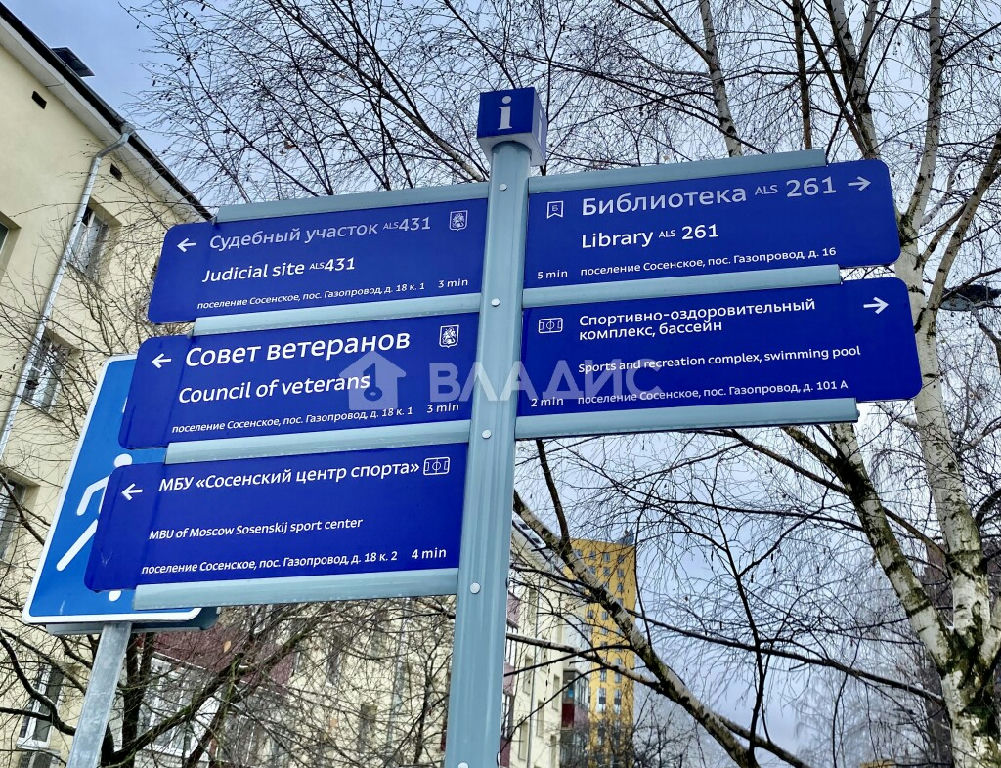 i
← Судебный участок ALS431
Judicial site ALS431
поселение Сосенское, пос. Газопровод, д. 18 к. 1 3 min
← Совет ветеранов
Council of veterans
поселение Сосенское, пос. Газопровод, д. 18 к. 1 3 min
← МБУ «Сосенский центр спорта»
MBU of Moscow Sosenskij sport center
поселение Сосенское, пос. Газопровод, д. 18 к. 2 4 min
Б Библиотека ALS 261 →
Library ALS 261
5 min поселение Сосенское, пос. Газопровод д. 16
Спортивно-оздоровительный →
комплекс, бассейн
Sports and recreation complex, swimming pool
2 min поселение Сосенское, пос. Газопровод, д. 101 А
ВЛАДИС